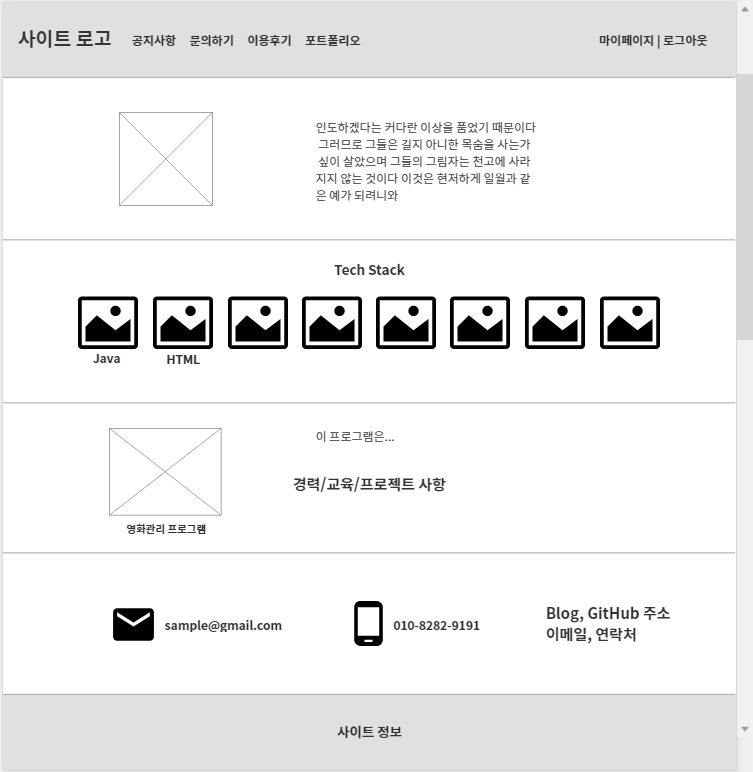 사이트 로고 공지사항 문의하기 이용후기 포트폴리오 마이페이지 | 로그아웃
인도하겠다는 커다란 이상을 품었기 때문이다
그러므로 그들은 길지 아니한 목숨을 사는가
싶이 살았으며 그들의 그림자는 천고에 사라
지지 않는 것이다 이것은 현저하게 일월과 같
은 예가 되려니와
Tech Stack
Java HTML
이 프로그램은...
경력/교육/프로젝트 사항
영화관리 프로그램
sample@gmail.com 010-8282-9191
Blog, GitHub 주소
이메일, 연락처
사이트 정보